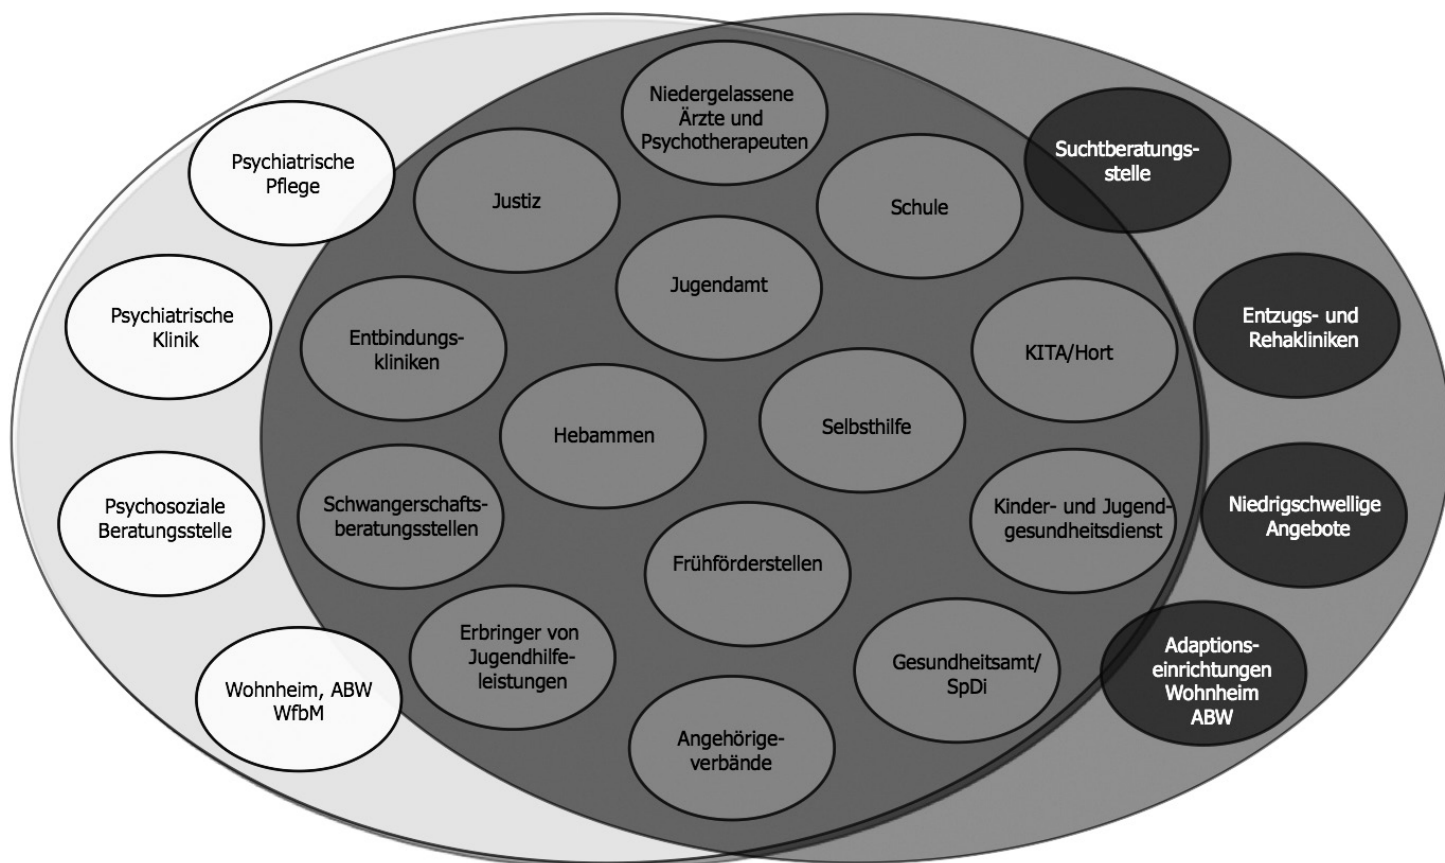 Niedergelassene
Ärzte und
Psychotherapeuten
Psychiatrische
Pflege
Justiz
Schule
Suchtberatungs-
stelle
Jugendamt
Psychiatrische
Klinik
Entbindungs-
kliniken
KITA/Hort
Entzugs- und
Rehakliniken
Hebammen
Selbsthilfe
Psychosoziale
Beratungsstelle
Schwangerschafts-
beratungsstellen
Kinder- und Jugend-
gesundheitsdienst
Niedrigschwellige
Angebote
Frühförderstellen
Wohnheim, ABW
WfbM
Erbringer von
Jugendhilfe-
leistungen
Gesundheitsamt/
SpDi
Adaptions-
einrichtungen
Wohnheim
ABW
Angehörige-
verbände